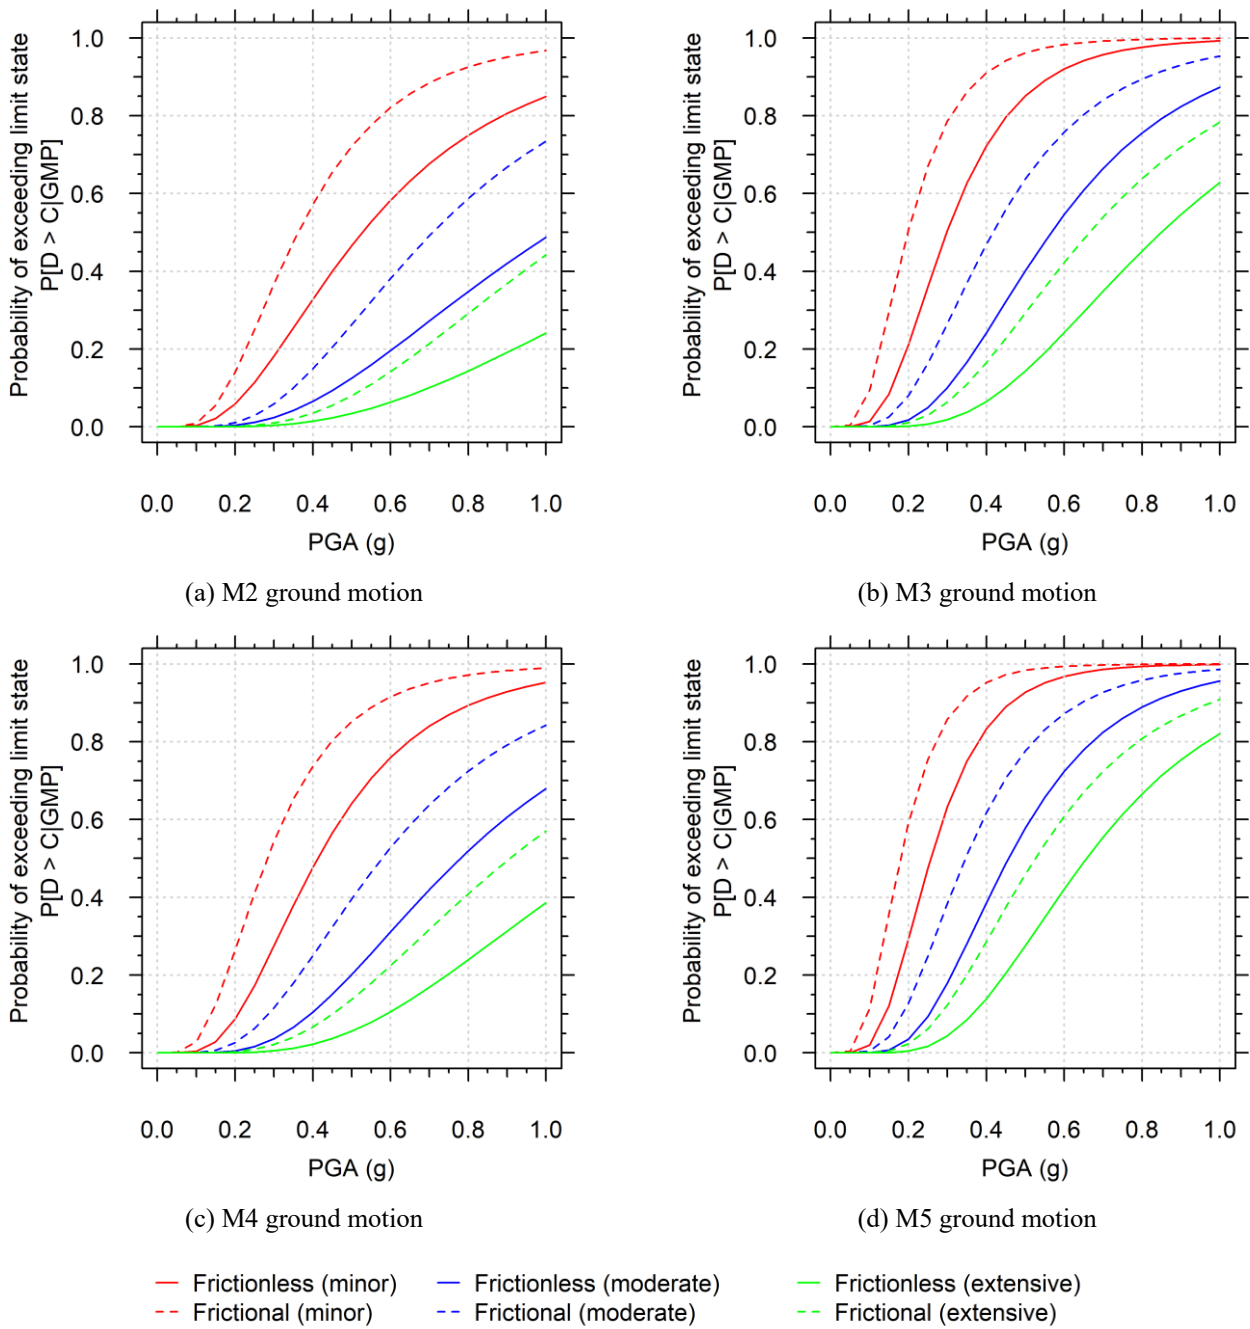 Probability of exceeding limit state
P[D > C|GMP]
1.0
0.8
0.6
0.4
0.2
0.0
0.0 0.2 0.4 0.6 0.8 1.0
PGA (g)
(a) M2 ground motion
Probability of exceeding limit state
P[D > C|GMP]
1.0
0.8
0.6
0.4
0.2
0.0
0.0 0.2 0.4 0.6 0.8 1.0
PGA (g)
(b) M3 ground motion
Probability of exceeding limit state
P[D > C|GMP]
1.0
0.8
0.6
0.4
0.2
0.0
0.0 0.2 0.4 0.6 0.8 1.0
PGA (g)
(c) M4 ground motion
Probability of exceeding limit state
P[D > C|GMP]
1.0
0.8
0.6
0.4
0.2
0.0
0.0 0.2 0.4 0.6 0.8 1.0
PGA (g)
(d) M5 ground motion
Frictionless (minor) Frictionless (moderate) Frictionless (extensive)
Frictional (minor) Frictional (moderate) Frictional (extensive)